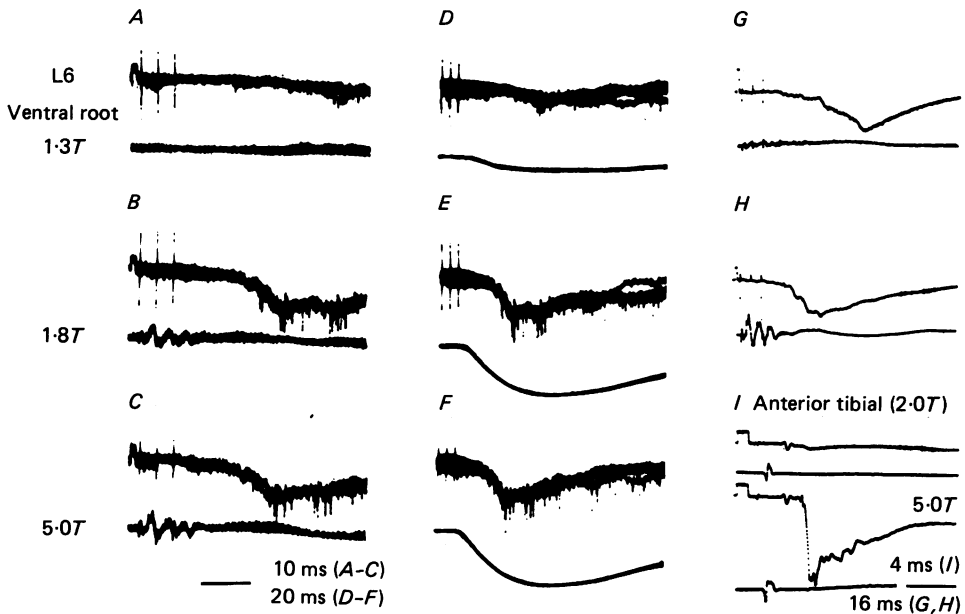 A
D
G
L6
Ventral root
1·3T
B
E
H
1·8T
C
F
I Anterior tibial (2·0T)
5·0T
5·0T
10 ms (A–C)
20 ms (D–F)
4 ms (I)
16 ms (G,H)